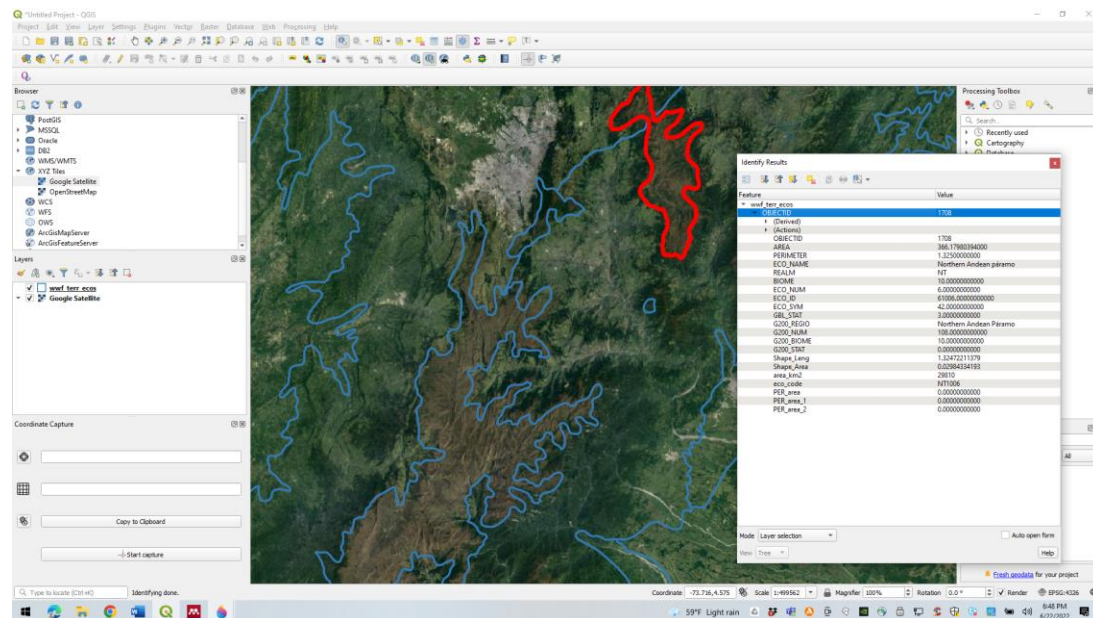 *Untitled Project - QGIS
Project Edit View Layer Settings Plugins Vector Raster Database Web Processing Help
Browser
PostGIS
MSSQL
Oracle
DB2
WMS/WMTS
XYZ Tiles
Google Satellite
OpenStreetMap
WCS
WFS
OWS
ArcGisMapServer
ArcGisFeatureServer
Layers
wwf_terr_ecos
Google Satellite
Coordinate Capture
Copy to Clipboard
Start capture
Processing Toolbox
Search...
Recently used
Cartography
Database
Identify Results
Feature Value
wwf_terr_ecos
OBJECTID 1708
(Derived)
(Actions)
OBJECTID 1708
AREA 366.17980394000
PERIMETER 1.32500000000
ECO_NAME Northern Andean páramo
REALM NT
BIOME 10.00000000000
ECO_NUM 6.00000000000
ECO_ID 61006.00000000000
ECO_SYM 42.00000000000
GBL_STAT 3.00000000000
G200_REGIO Northern Andean Páramo
G200_NUM 108.00000000000
G200_BIOME 10.00000000000
G200_STAT 0.00000000000
Shape_Leng 1.32472211379
Shape_Area 0.02984334193
area_km2 29810
eco_code NT1006
PER_area 0.00000000000
PER_area_1 0.00000000000
PER_area_2 0.00000000000
Mode Layer selection
Auto open form
View Tree
Help
All
Fresh geodata for your project
Type to locate (Ctrl+K) Identifying done. Coordinate -73.716,4.575 Scale 1:499562 Magnifier 100% Rotation 0.0 ° Render EPSG:4326
59°F Light rain 6:48 PM
6/22/2022